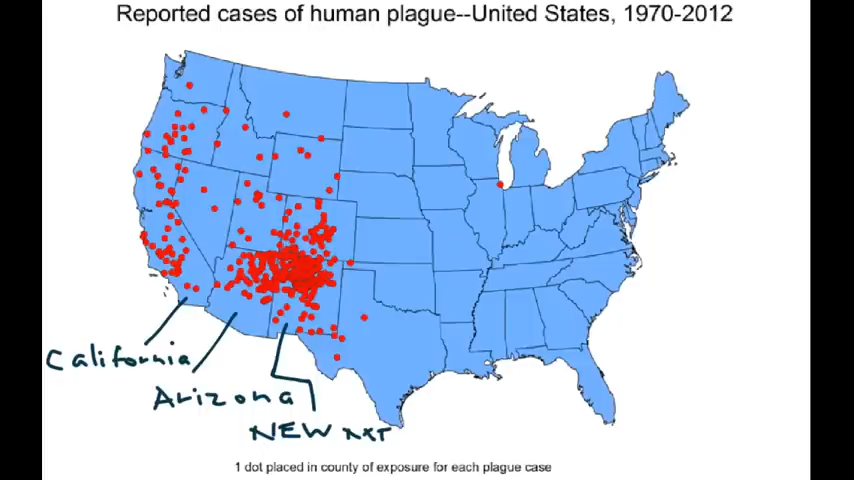 Reported cases of human plague--United States, 1970-2012
California
Arizona
NEW
1 dot placed in county of exposure for each plague case